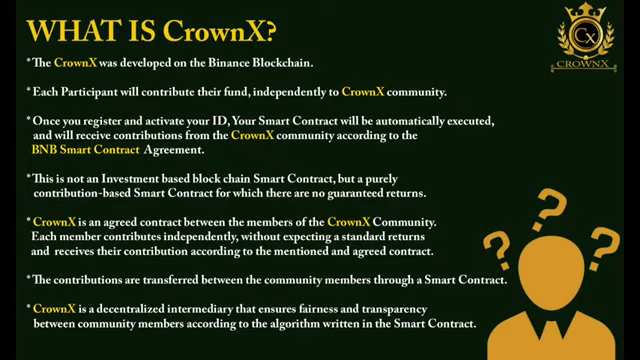 WHAT IS CrownX?
CX
CROWNX
* The CrownX was developed on the Binance Blockchain.
* Each Participant will contribute their fund, independently to CrownX community.
* Once you register and activate your ID, Your Smart Contract will be automatically executed,
and will receive contributions from the CrownX community according to the
BNB Smart Contract Agreement.
* This is not an Investment based block chain Smart Contract, but a purely
contribution-based Smart Contract for which there are no guaranteed returns.
* CrownX is an agreed contract between the members of the CrownX Community.
Each member contributes independently, without expecting a standard returns
and receives their contribution according to the mentioned and agreed contract.
* The contributions are transferred between the community members through a Smart Contract.
* CrownX is a decentralized intermediary that ensures fairness and transparency
between community members according to the algorithm written in the Smart Contract.
? ? ?